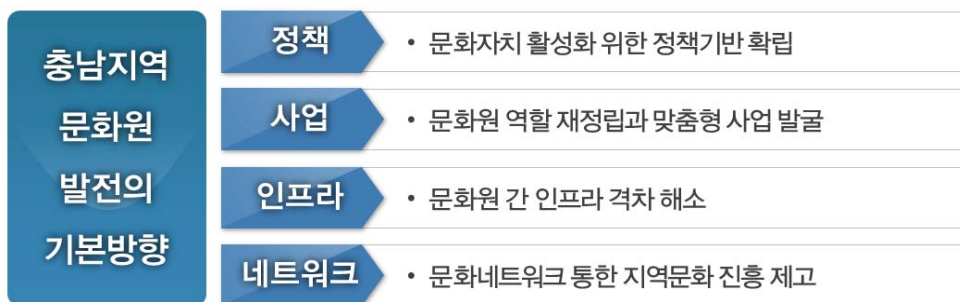 충남지역
문화원
발전의
기본방향
정책
• 문화자치 활성화 위한 정책기반 확립
사업
• 문화원 역할 재정립과 맞춤형 사업 발굴
인프라
• 문화원 간 인프라 격차 해소
네트워크
• 문화네트워크 통한 지역문화 진흥 제고